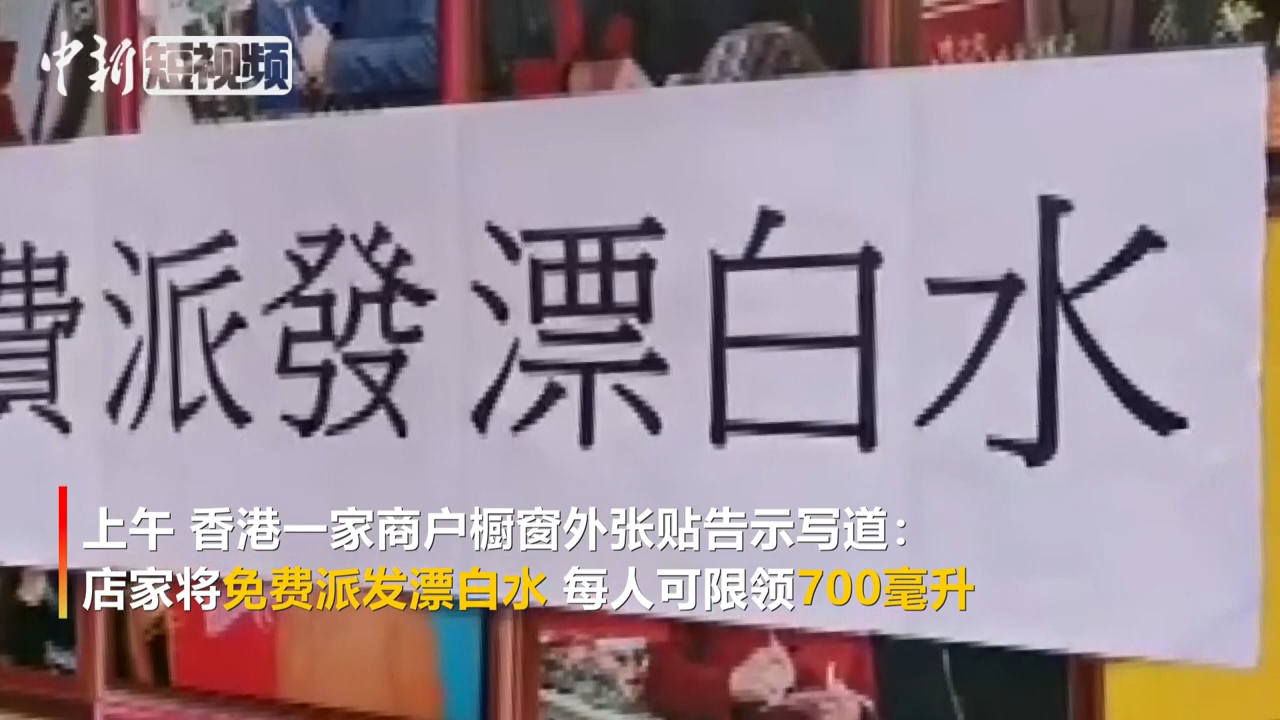 中新 短视频
費派發漂白水
上午 香港一家商户橱窗外张贴告示写道：
店家将免费派发漂白水 每人可限领700毫升